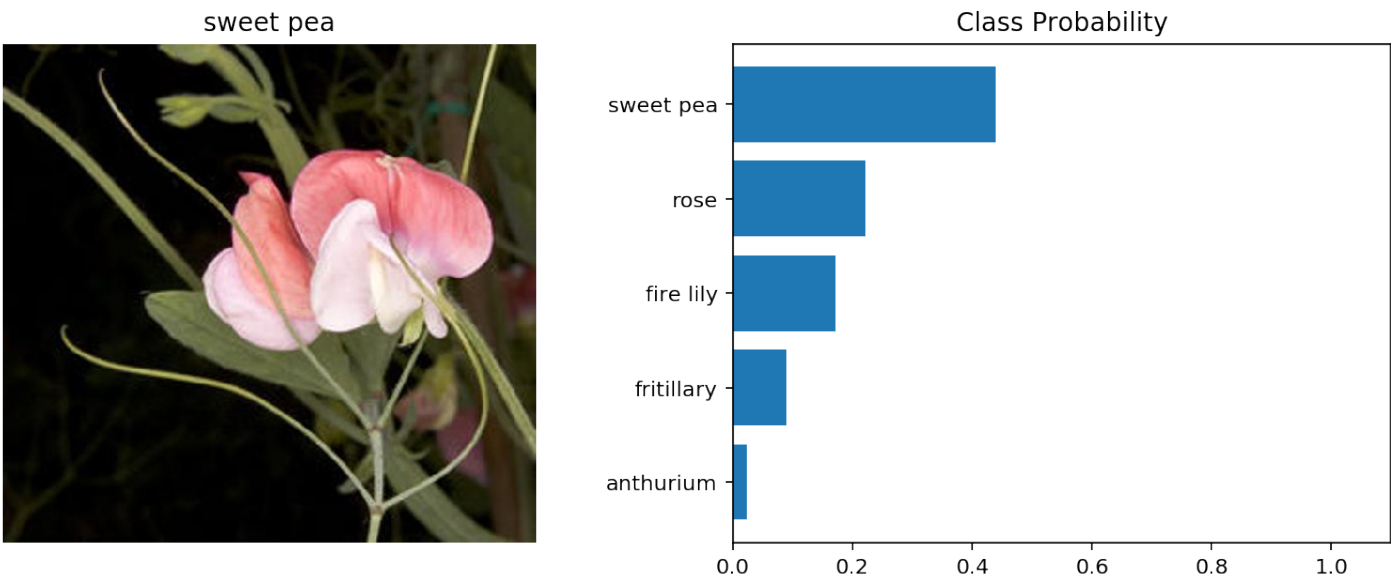 sweet pea
Class Probability
sweet pea
rose
fire lily
fritillary
anthurium
0.0 0.2 0.4 0.6 0.8 1.0